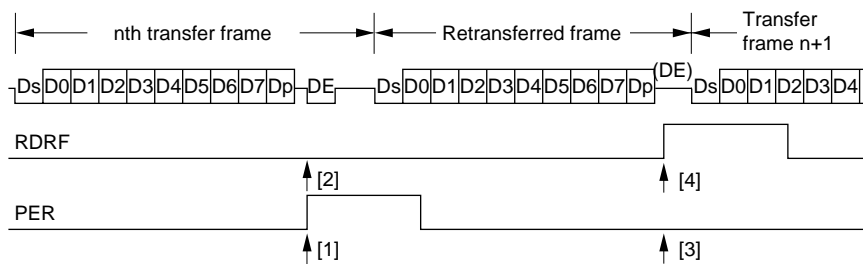 nth transfer frame
Retransferred frame
Transfer
frame n+1
(DE)
Ds D0 D1 D2 D3 D4 D5 D6 D7 Dp DE Ds D0 D1 D2 D3 D4 D5 D6 D7 Dp Ds D0 D1 D2 D3 D4
RDRF
[2] [4]
PER
[1] [3]